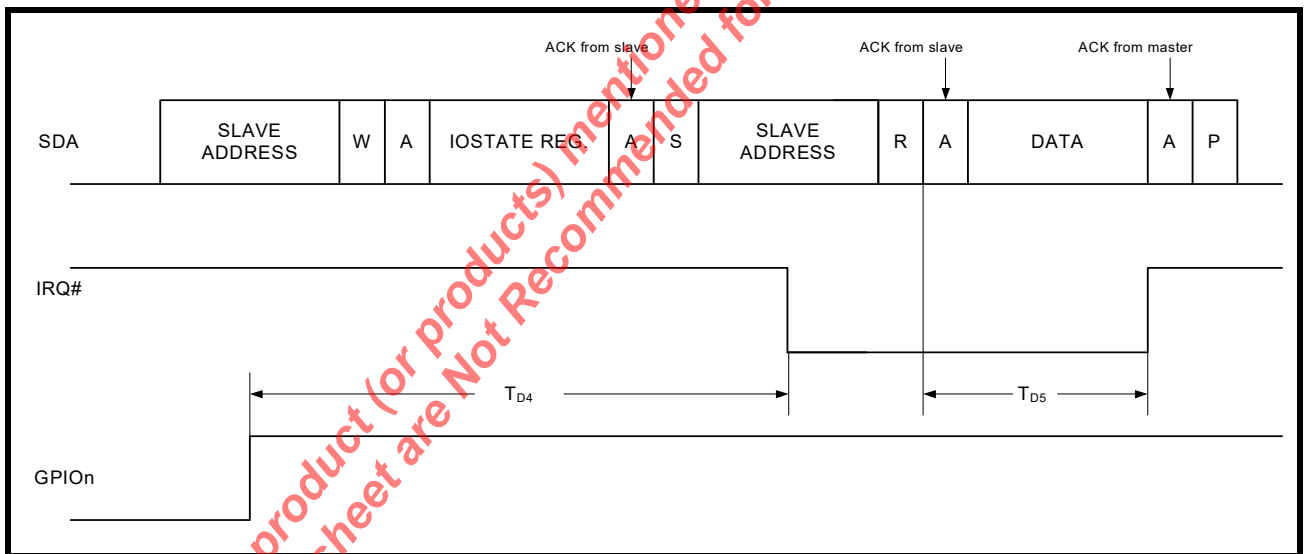 ACK from slave
ACK from slave
ACK from master
SDA
SLAVE
ADDRESS
W
A
IOSTATE REG.
A
S
SLAVE
ADDRESS
R
A
DATA
A
P
IRQ#
TD4
TD5
GPIOn
product (or products) mentione
sheet are Not Recommended for